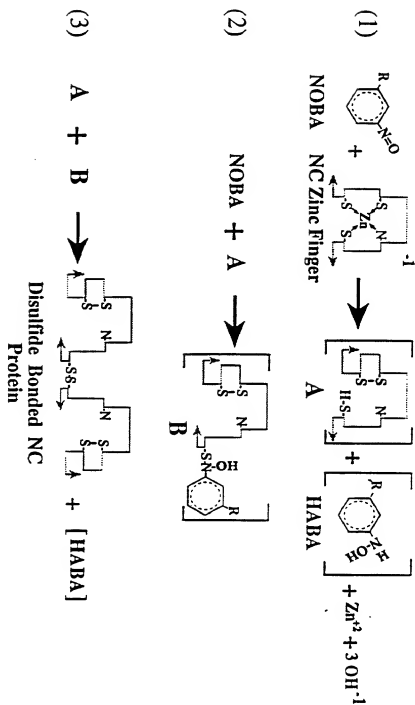 (1)
R
N=O
NOBA
+
-1
S S
Zn
S N
NC Zinc Finger
S-S
N
H-S
A
+
R
N
H
HO
HABA
+ Zn+2 + 3 OH-1
(2)
NOBA + A
S-S
N
S
N-OH
R
B
(3)
A + B
S-S
N
S-S
N
S-S
Disulfide Bonded NC
Protein
+ [HABA]